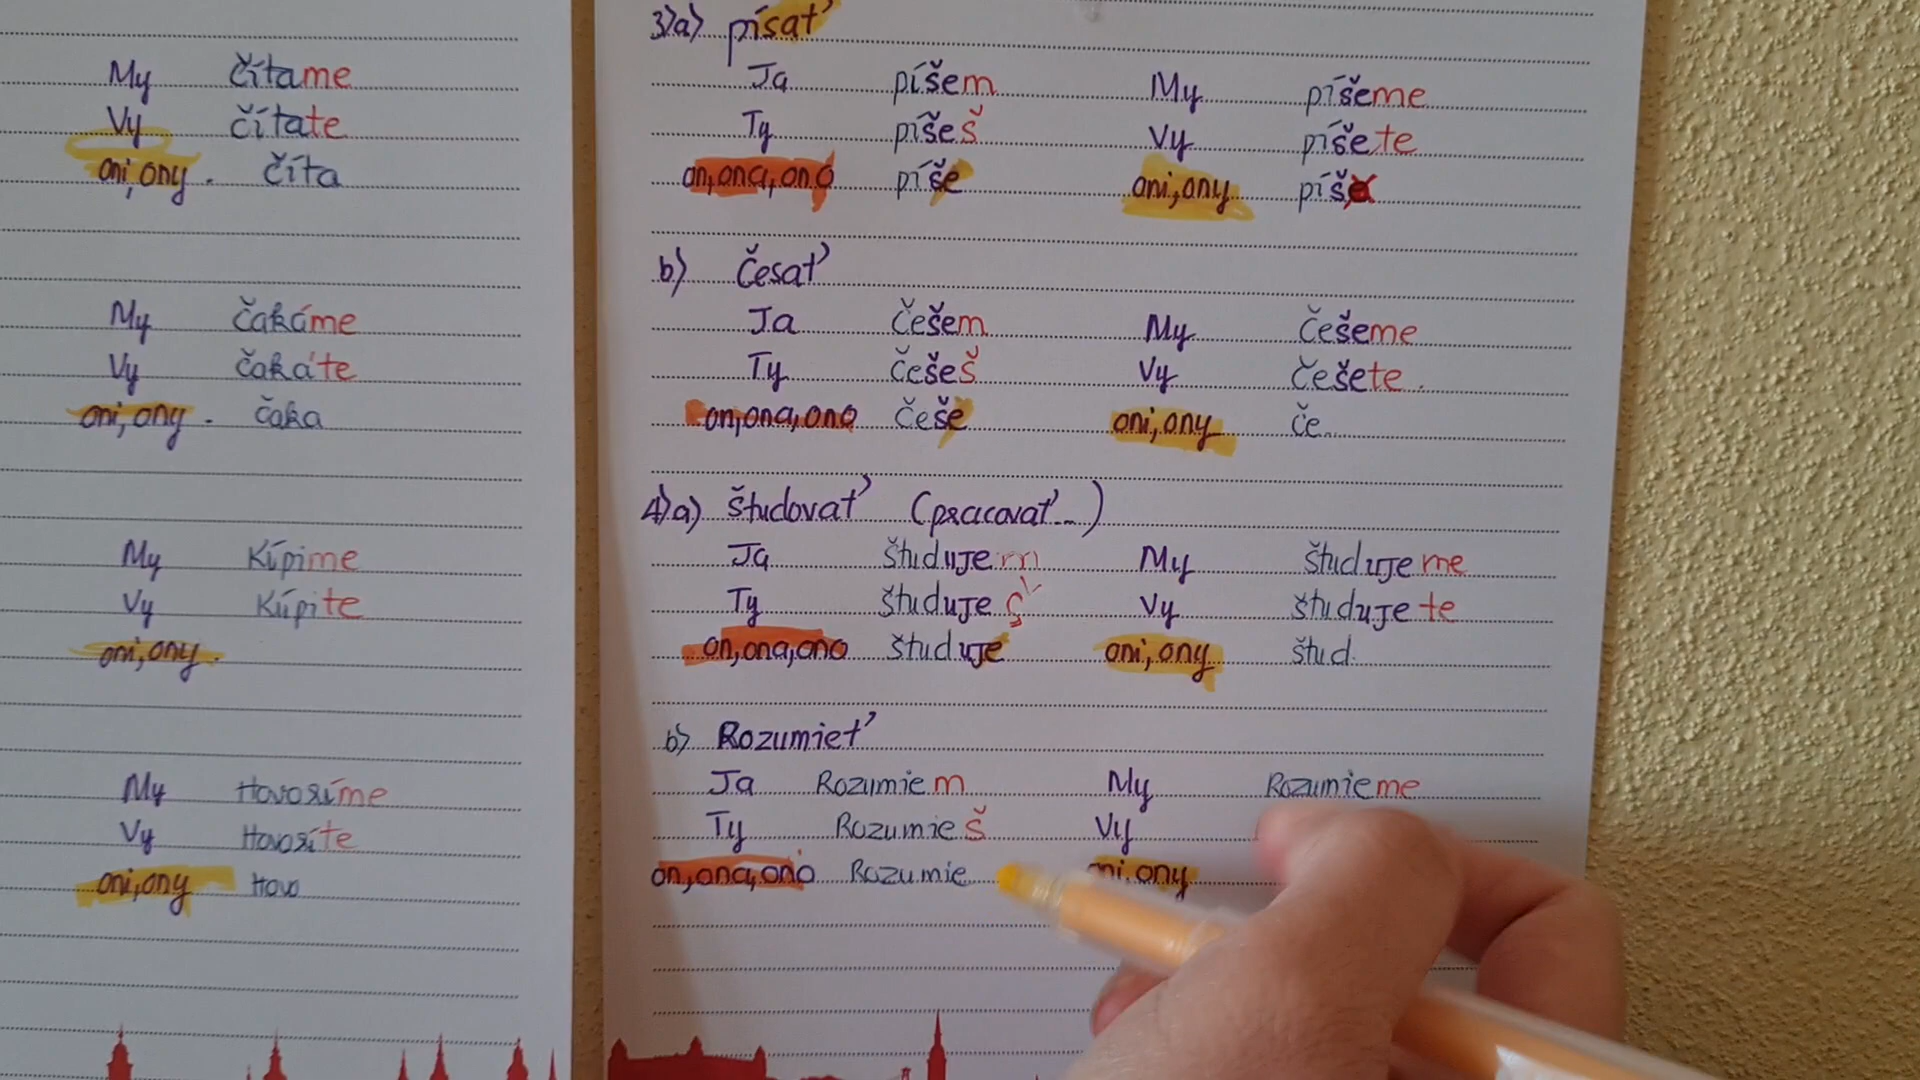 My čítame
Vy čítate
oni, ony. číta
My čakáme
Vy čakáte
oni, ony. čaka
My Kúpime
Vy Kúpite
oni, ony.
My Hovoríme
Vy Hovoríte
oni, ony Hovo
3)a) písať
Ja píšem My píšeme
Ty píšeš Vy píšete
on, ona, ono píše oni, ony píš
b) Česať
Ja Češem My Češeme
Ty Češeš Vy Češete.
on, ona, ono Češe oni, ony če..
4)a) študovať (pracovať...)
Ja študujem My študujeme
Ty študuješ Vy študujete
on, ona, ono študuje oni, ony štud.
b) Rozumieť
Ja Rozumiem My Rozumieme
Ty Rozumieš Vy
on, ona, ono Rozumie oni, ony